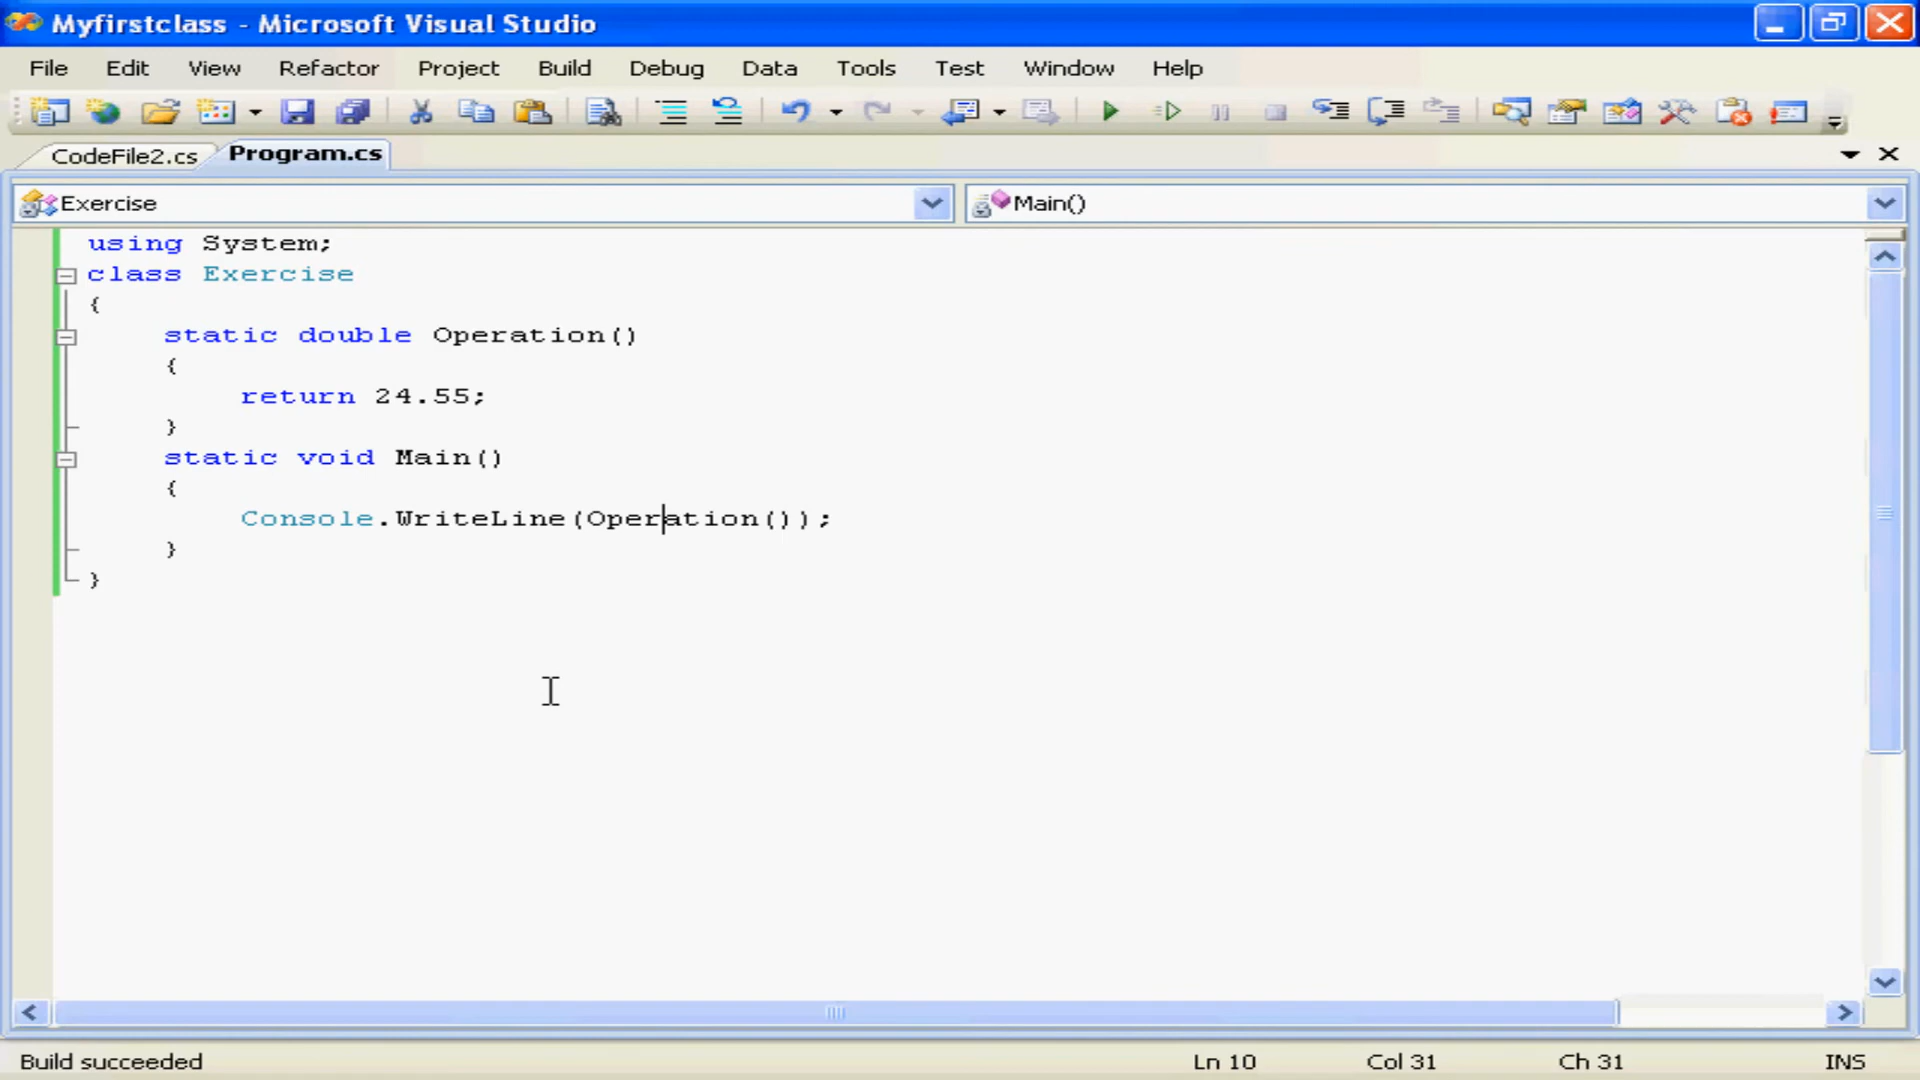 Myfirstclass - Microsoft Visual Studio
File Edit View Refactor Project Build Debug Data Tools Test Window Help
CodeFile2.cs Program.cs
Exercise Main()
using System;
class Exercise
{
static double Operation()
{
return 24.55;
}
static void Main()
{
Console.WriteLine(Operation());
}
}
Build succeeded Ln 10 Col 31 Ch 31 INS